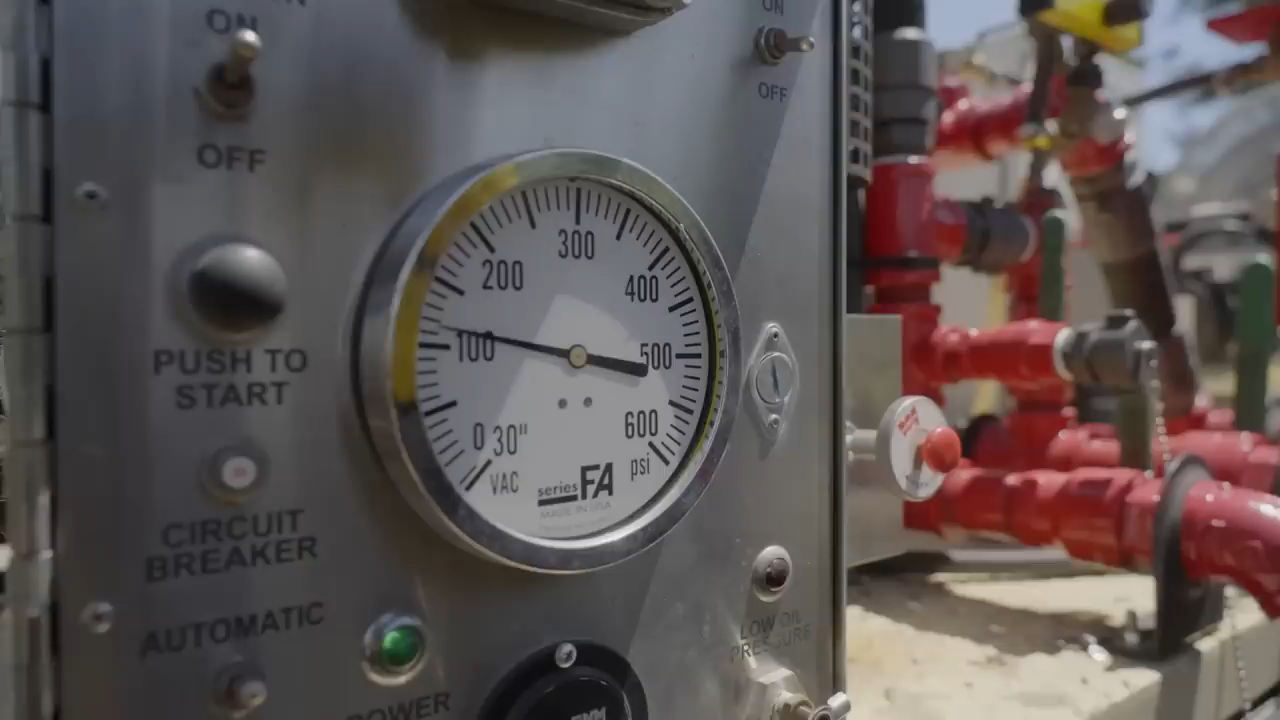 ON
OFF
ON
OFF
PUSH TO
START
CIRCUIT
BREAKER
AUTOMATIC
POWER
300
200
400
100
500
0
30"
600
VAC
psi
series FA
MADE IN USA
LOW OIL
PRESSURE